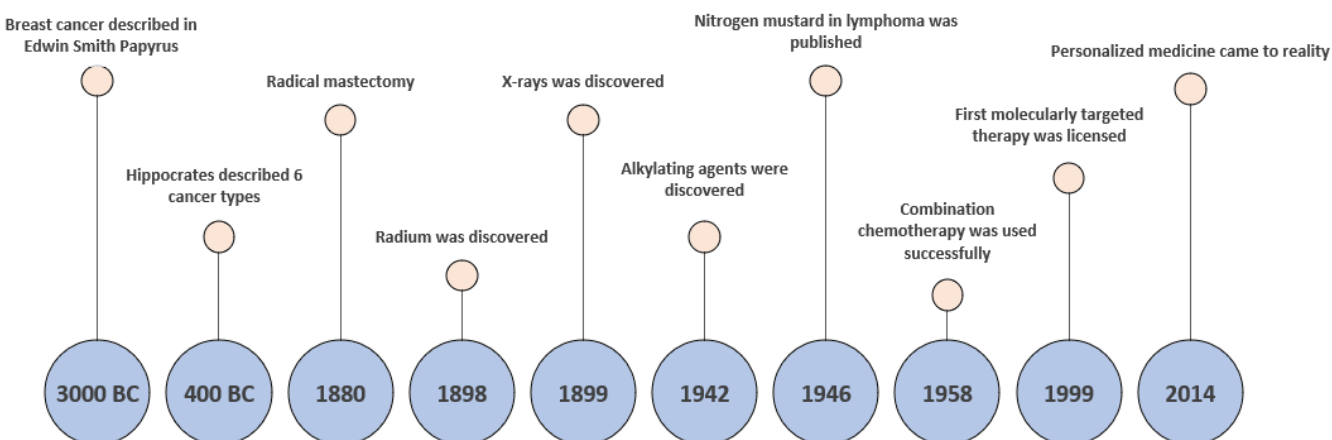 Breast cancer described in
Edwin Smith Papyrus
Hippocrates described 6
cancer types
Radical mastectomy
Radium was discovered
X-rays was discovered
Alkylating agents were
discovered
Nitrogen mustard in lymphoma was
published
Combination
chemotherapy was used
successfully
First molecularly targeted
therapy was licensed
Personalized medicine came to reality
3000 BC
400 BC
1880
1898
1899
1942
1946
1958
1999
2014